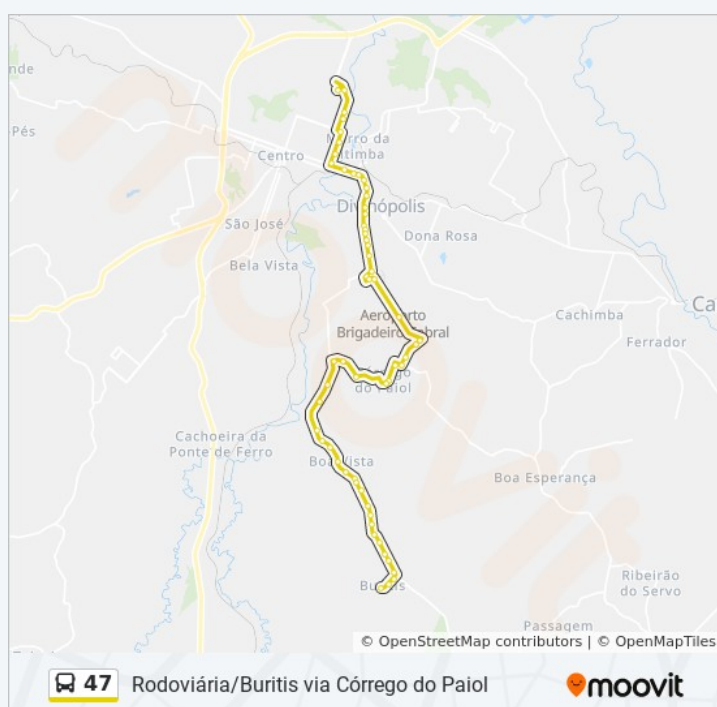 nde
-Pés
Morro da
Centro
Divinópolis
São José
Dona Rosa
Bela Vista
Ca
Aeroporto
Brigadeiro Cabral
Cachimba
Ferrador
do Paiol
Cachoeira da
Ponte de Ferro
Boa Vista
Boa Esperança
Buritis
Ribeirão
do Servo
Passagem
© OpenStreetMap contributors | © OpenMapTiles
47 Rodoviária/Buritis via Córrego do Paiol moovit